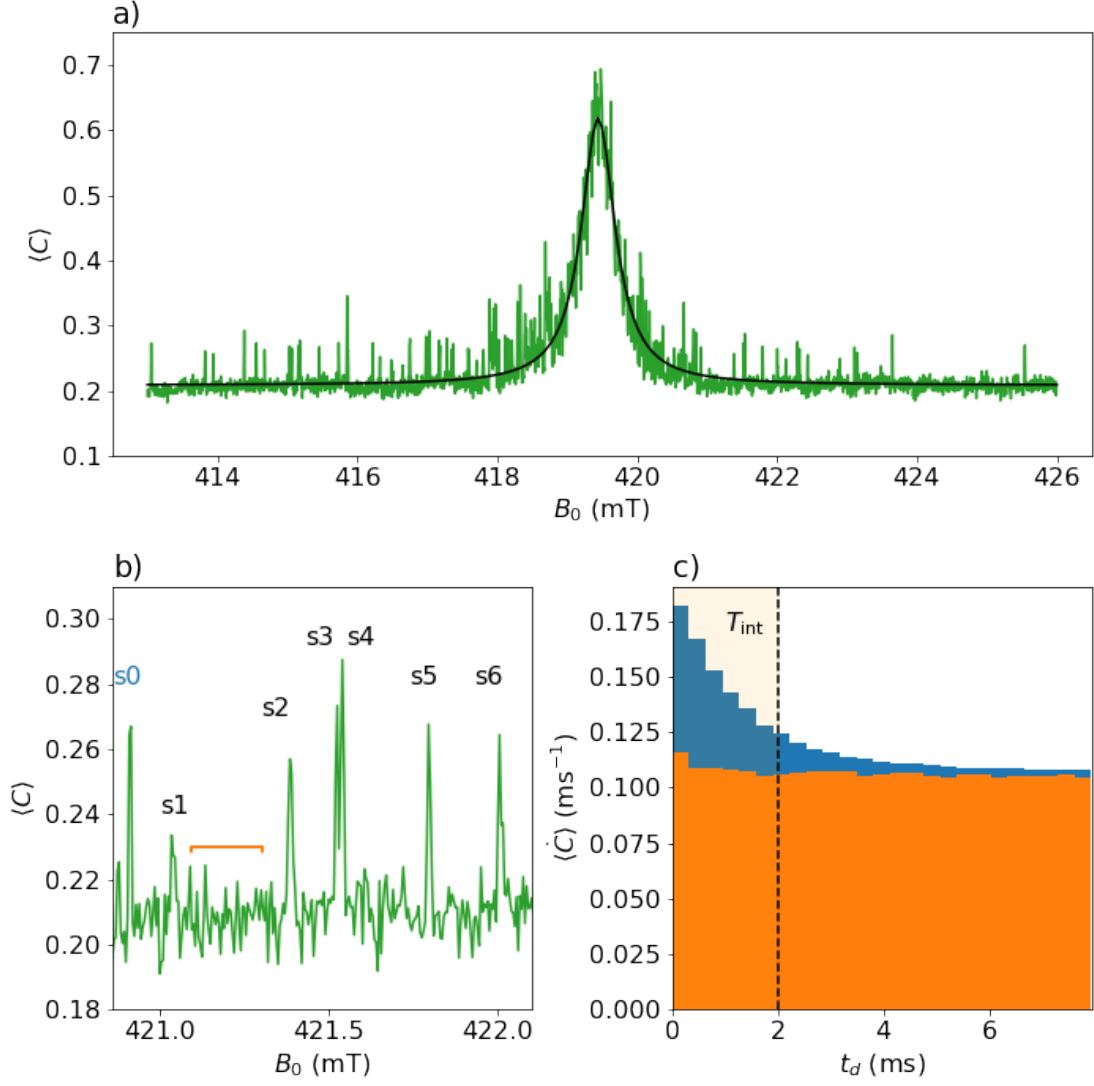 a)
0.7
0.6
0.5
0.4
0.3
0.2
0.1
⟨C⟩
414 416 418 420 422 424 426
B₀ (mT)
b)
0.30
0.28
0.26
0.24
0.22
0.20
0.18
⟨C⟩
s0
s1
s2
s3 s4
s5 s6
421.0 421.5 422.0
B₀ (mT)
c)
0.175
0.150
0.125
0.100
0.075
0.050
0.025
0.000
⟨Ċ⟩ (ms⁻¹)
T_int
0 2 4 6
t_d (ms)